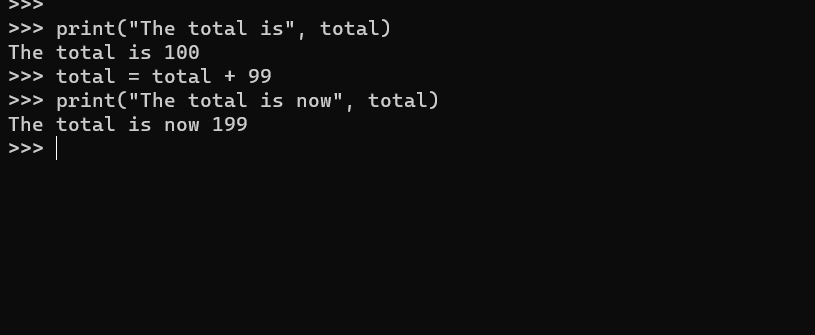 >>>
>>> print("The total is", total)
The total is 100
>>> total = total + 99
>>> print("The total is now", total)
The total is now 199
>>>